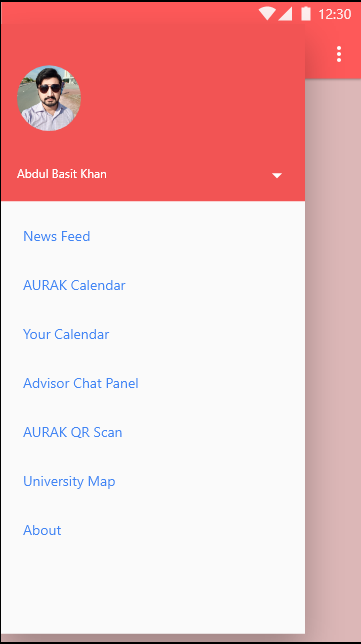 12:30
Abdul Basit Khan
News Feed
AURAK Calendar
Your Calendar
Advisor Chat Panel
AURAK QR Scan
University Map
About